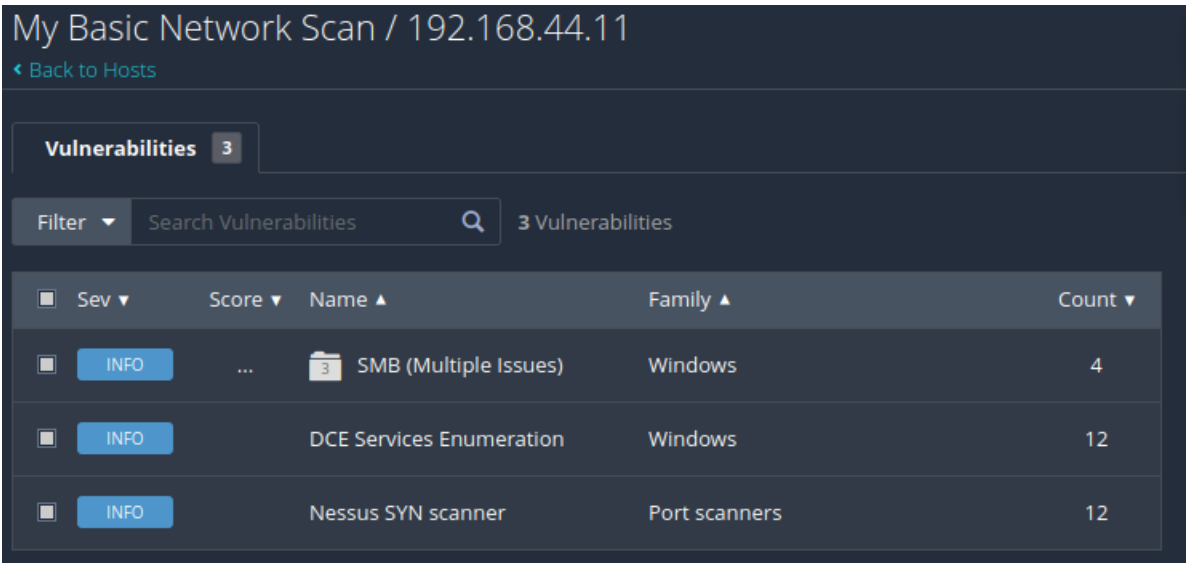 My Basic Network Scan / 192.168.44.11
Back to Hosts
Vulnerabilities 3
Filter Search Vulnerabilities 3 Vulnerabilities
Sev Score Name Family Count
INFO ... 3 SMB (Multiple Issues) Windows 4
INFO DCE Services Enumeration Windows 12
INFO Nessus SYN scanner Port scanners 12